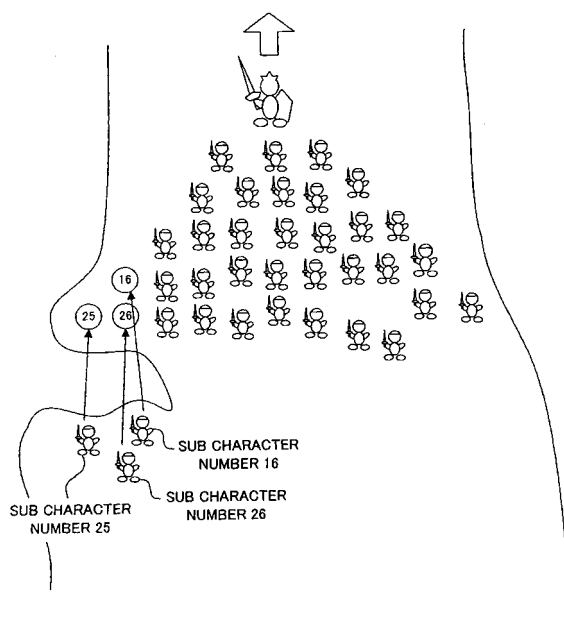 16
25
26
SUB CHARACTER
NUMBER 16
SUB CHARACTER
NUMBER 26
SUB CHARACTER
NUMBER 25